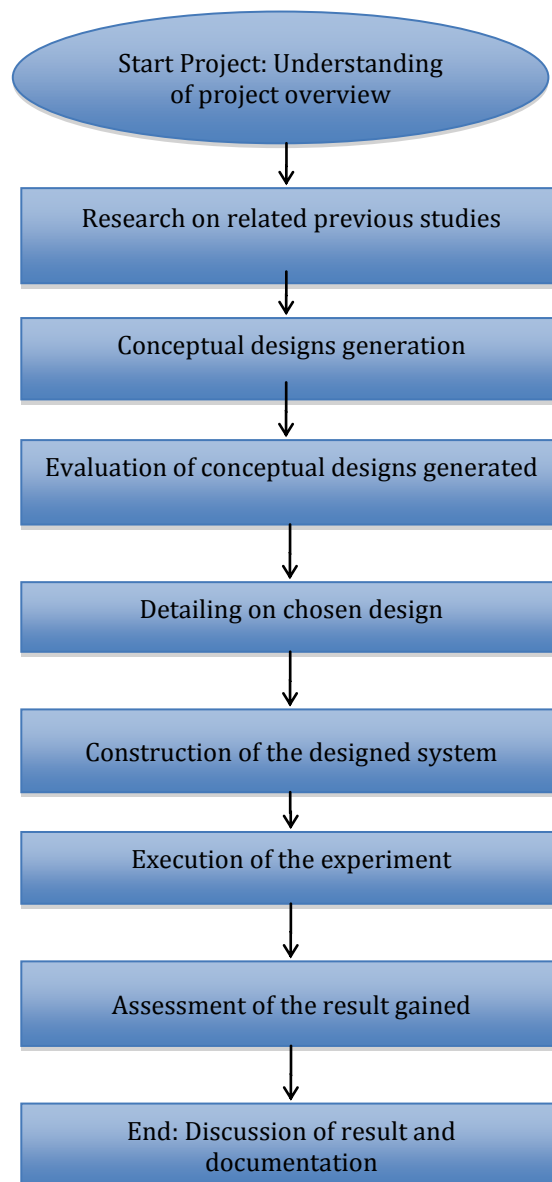 Start Project: Understanding
of project overview
Research on related previous studies
Conceptual designs generation
Evaluation of conceptual designs generated
Detailing on chosen design
Construction of the designed system
Execution of the experiment
Assessment of the result gained
End: Discussion of result and
documentation